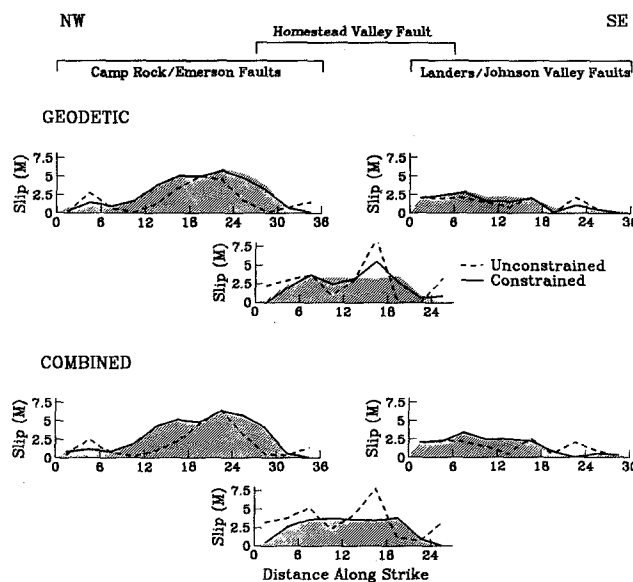 NW
SE
Homestead Valley Fault
Camp Rock/Emerson Faults
Landers/Johnson Valley Faults
GEODETIC
Slip (M)
7.5
5
2.5
0
0 6 12 18 24 30 36
Slip (M)
7.5
5
2.5
0
0 6 12 18 24 30
Slip (M)
7.5
5
2.5
0
0 6 12 18 24
Unconstrained
Constrained
COMBINED
Slip (M)
7.5
5
2.5
0
0 6 12 18 24 30 36
Slip (M)
7.5
5
2.5
0
0 6 12 18 24 30
Slip (M)
7.5
5
2.5
0
0 6 12 18 24
Distance Along Strike